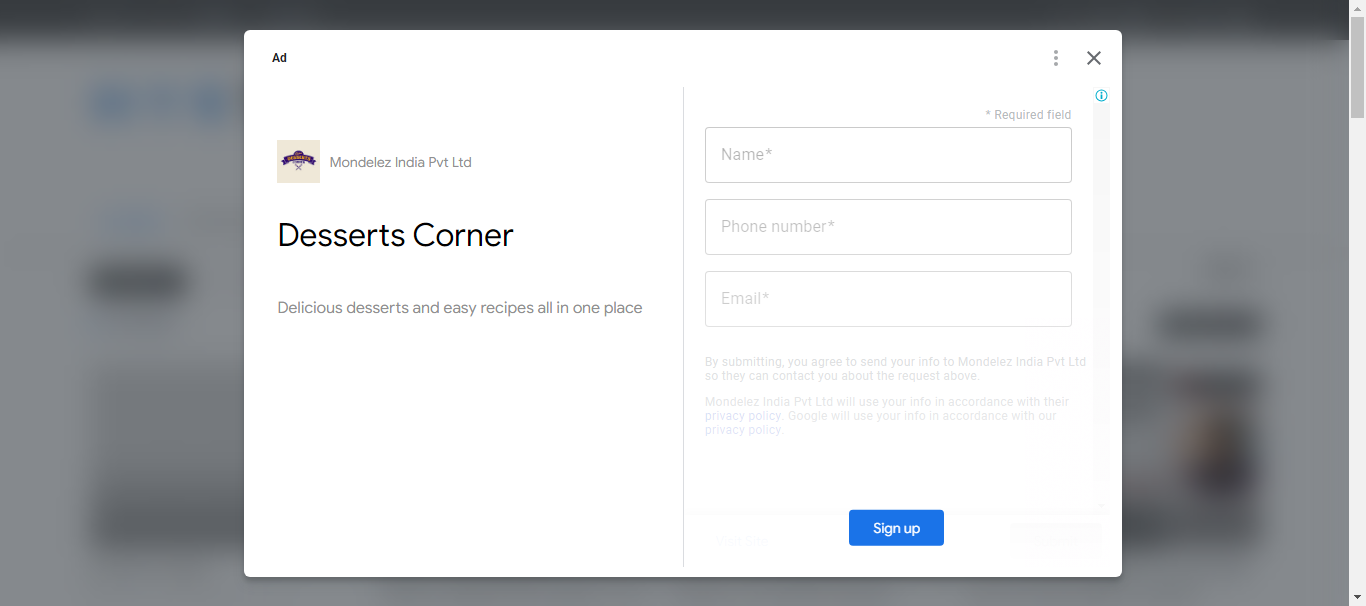 Ad
Mondelez India Pvt Ltd
Desserts Corner
Delicious desserts and easy recipes all in one place
* Required field
Name*
Phone number*
Email*
By submitting, you agree to send your info to Mondelez India Pvt Ltd
so they can contact you about the request above.
Mondelez India Pvt Ltd will use your info in accordance with their
privacy policy. Google will use your info in accordance with our
privacy policy.
Sign up